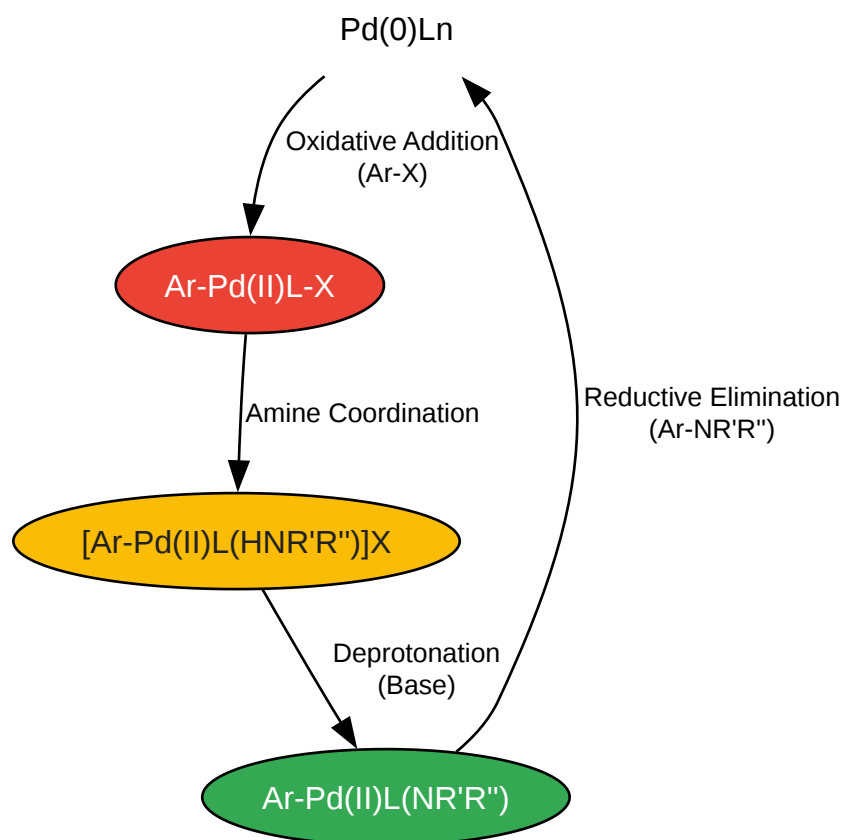 Pd(0)Ln
Oxidative Addition
(Ar-X)
Ar-Pd(II)L-X
Amine Coordination
Reductive Elimination
(Ar-NR'R")
[Ar-Pd(II)L(HNR'R")]X
Deprotonation
(Base)
Ar-Pd(II)L(NR'R")